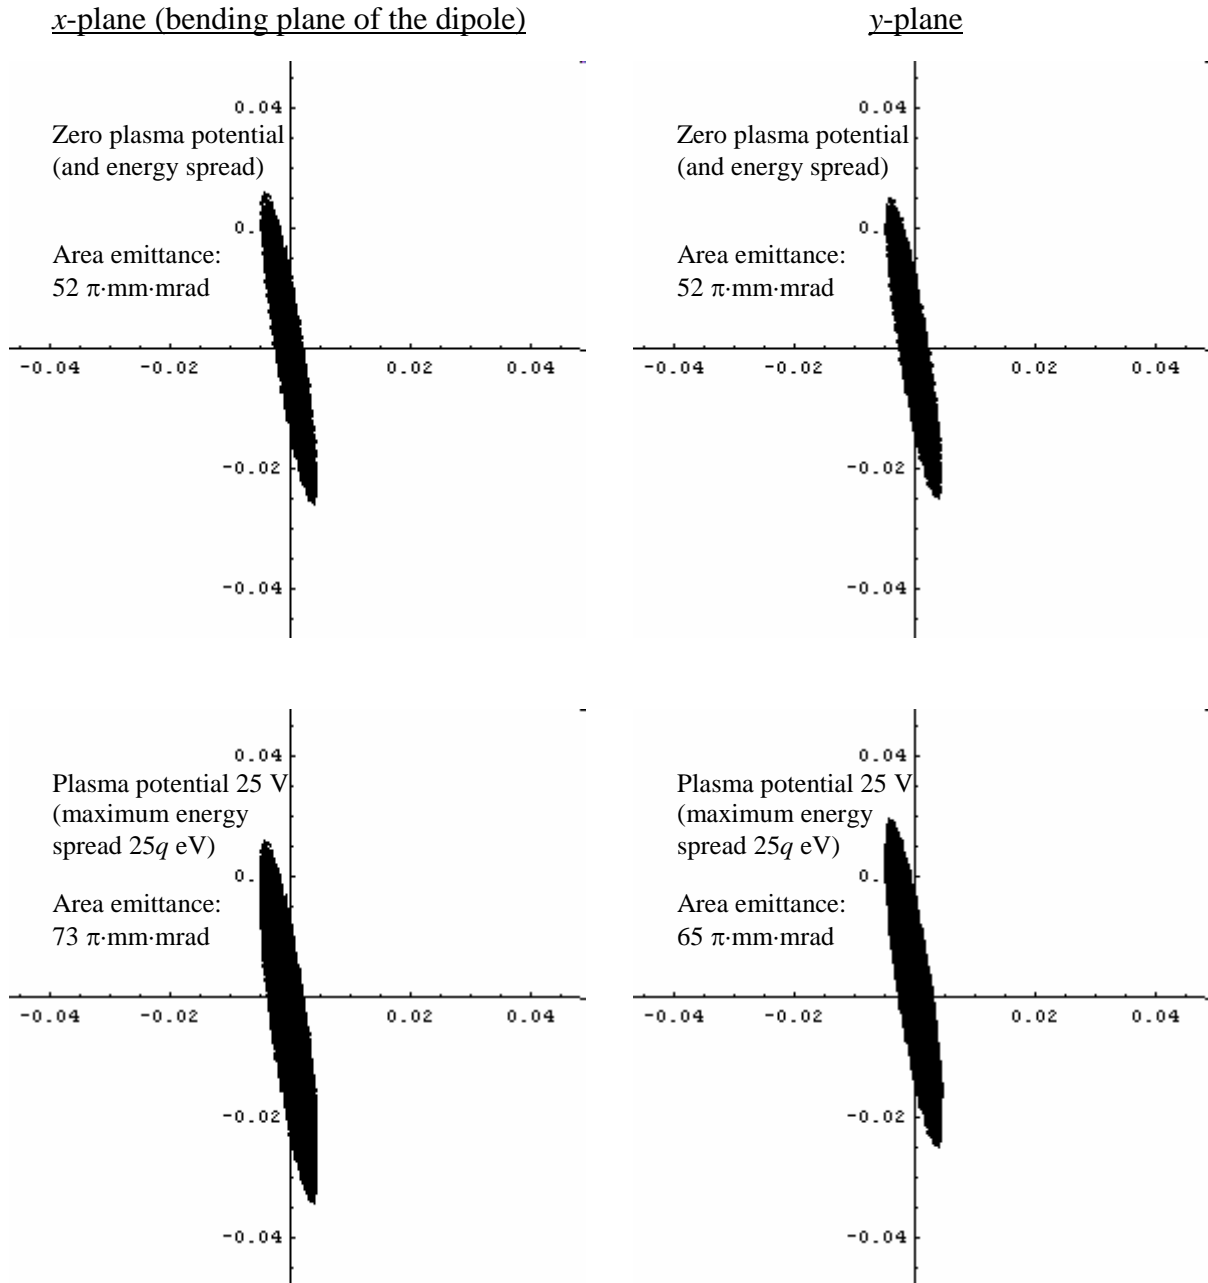 x-plane (bending plane of the dipole)
y-plane
0.04
Zero plasma potential
(and energy spread)
0.
Area emittance:
52 π·mm·mrad
-0.04 -0.02 0.02 0.04
-0.02
-0.04
0.04
Zero plasma potential
(and energy spread)
0.
Area emittance:
52 π·mm·mrad
-0.04 -0.02 0.02 0.04
-0.02
-0.04
0.04
Plasma potential 25 V
(maximum energy
spread 25q eV)
0.
Area emittance:
73 π·mm·mrad
-0.04 -0.02 0.02 0.04
-0.02
-0.04
0.04
Plasma potential 25 V
(maximum energy
spread 25q eV)
0.
Area emittance:
65 π·mm·mrad
-0.04 -0.02 0.02 0.04
-0.02
-0.04